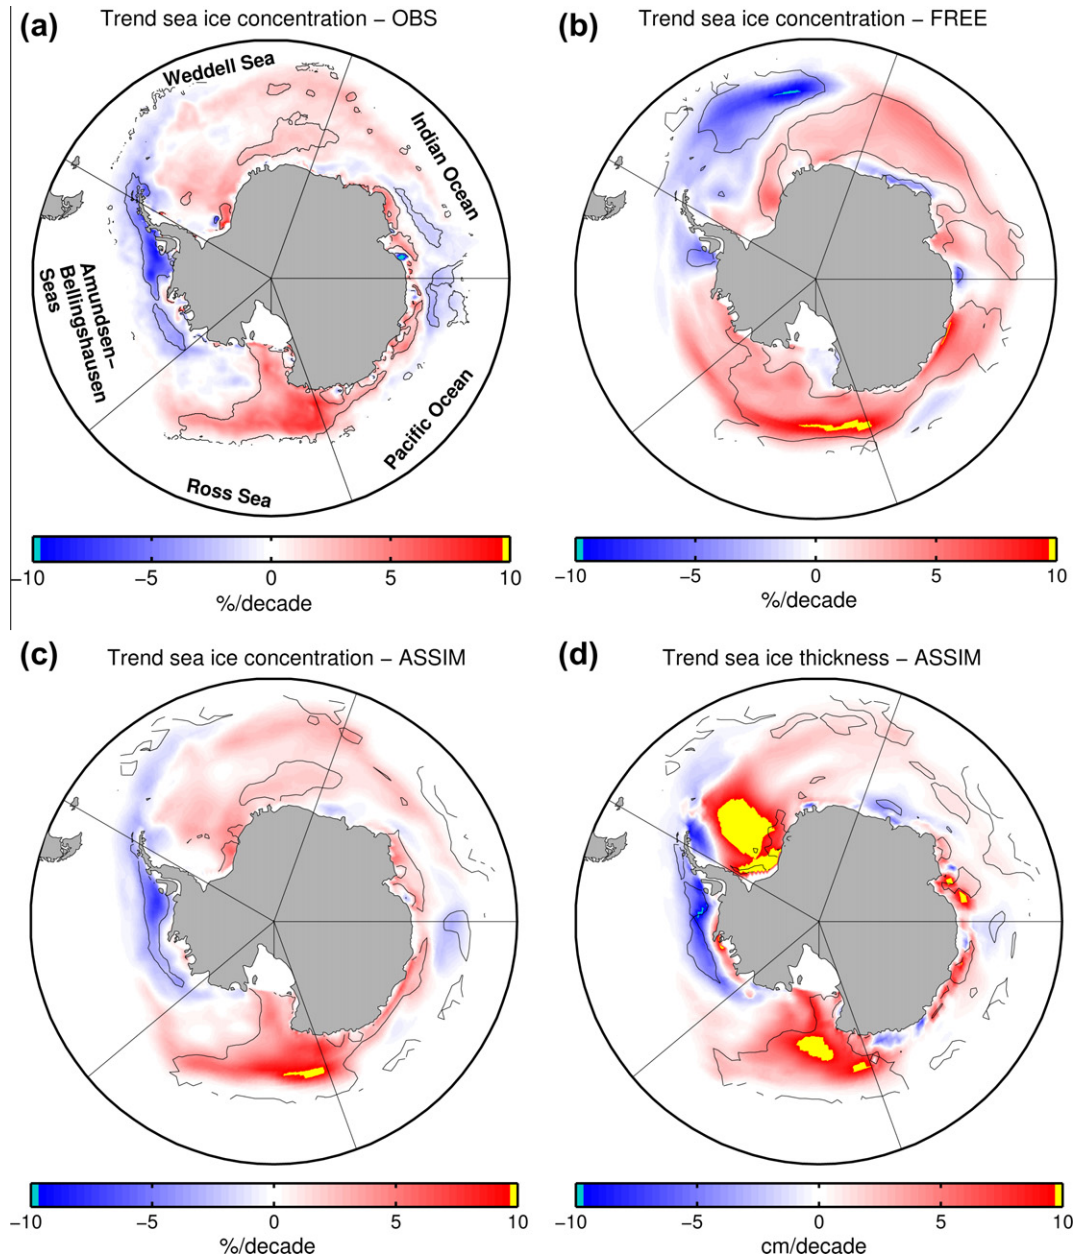 (a)
Trend sea ice concentration – OBS
Weddell Sea
Indian Ocean
Amundsen–
Bellingshausen
Seas
Pacific Ocean
Ross Sea
−10 −5 0 5 10
%/decade
(b)
Trend sea ice concentration – FREE
−10 −5 0 5 10
%/decade
(c)
Trend sea ice concentration – ASSIM
−10 −5 0 5 10
%/decade
(d)
Trend sea ice thickness – ASSIM
−10 −5 0 5 10
cm/decade